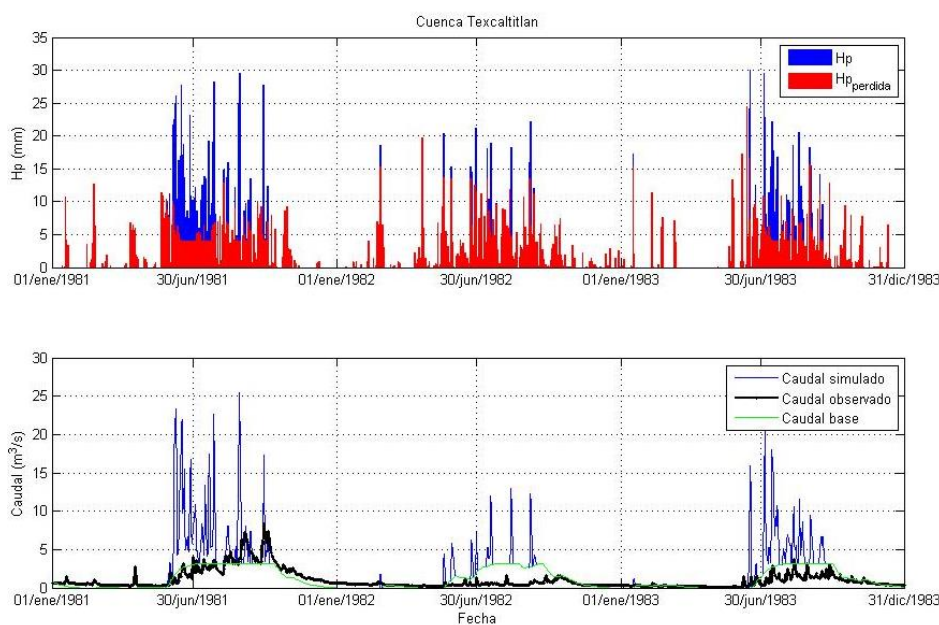 Cuenca Texcaltitlan
35
30
25
20
15
10
5
0
Hp (mm)
Hp
Hp_perdida
01/ene/1981
30/jun/1981
01/ene/1982
30/jun/1982
01/ene/1983
30/jun/1983
31/dic/1983
30
25
20
15
10
5
0
Caudal (m³/s)
Caudal simulado
Caudal observado
Caudal base
01/ene/1981
30/jun/1981
01/ene/1982
30/jun/1982
01/ene/1983
30/jun/1983
31/dic/1983
Fecha